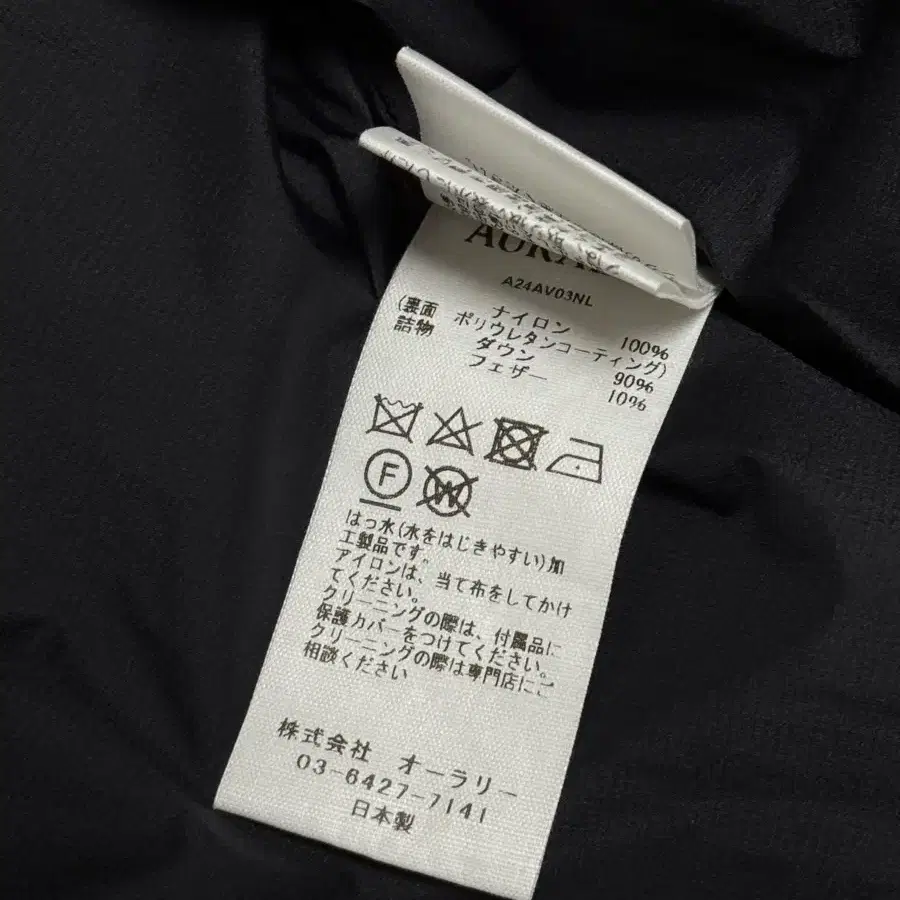 A24AV03NL
ナイロン 100%
(裏面 ポリウレタンコーティング)
詰物 ダウン 90%
フェザー 10%
F
W
はっ水(水をはじきやすい)加
工製品です。
アイロンは、当て布をしてかけ
てください。
クリーニングの際は、付属品に
保護カバーをつけてください。
クリーニングの際は専門店にご
相談ください
株式会社 オーラリー
03-6427-7141
日本製